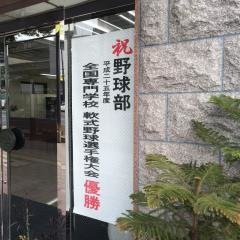 祝 野球部
平成二十五年度
全国専門学校 軟式野球選手権大会 優勝